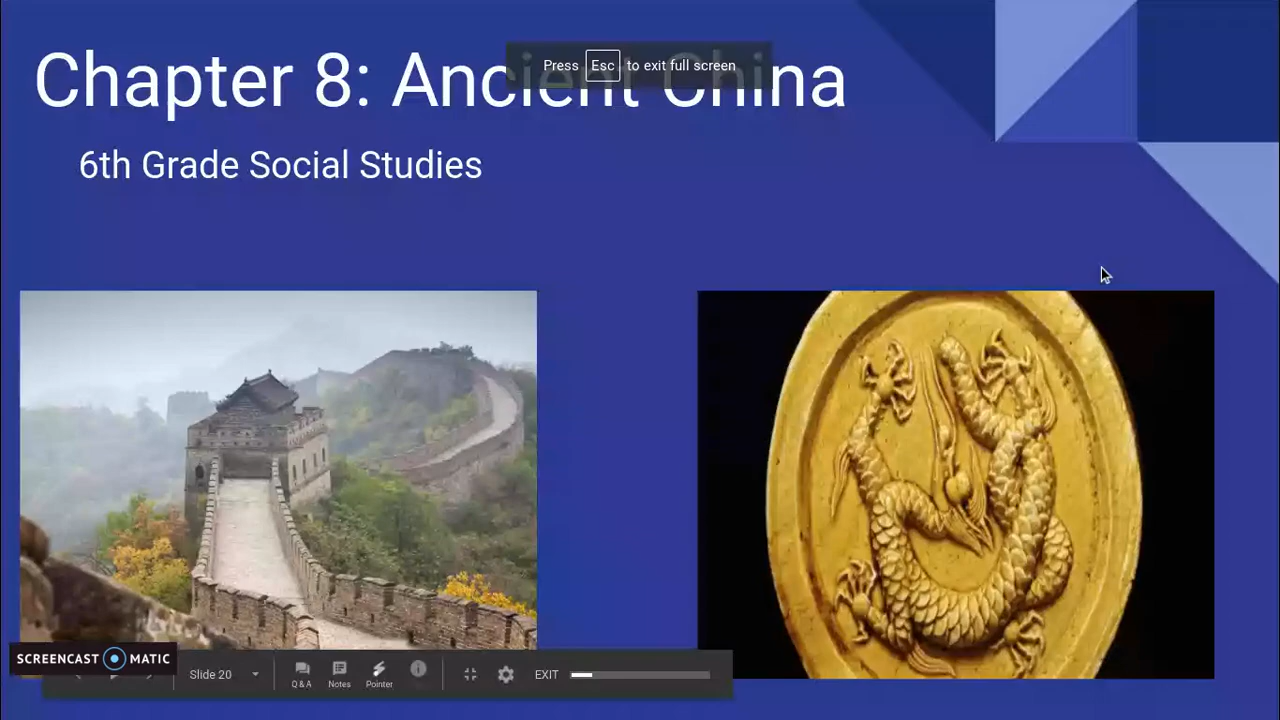 Chapter 8: Ancient China
Press Esc to exit full screen
6th Grade Social Studies
SCREENCAST MATIC
Slide 20
Q & A
Notes
Pointer
EXIT